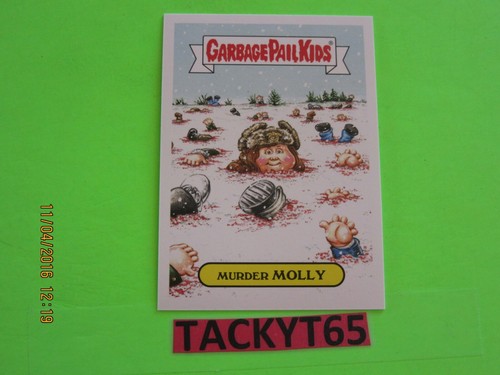 GARBAGE PAIL KIDS®
MURDER MOLLY
TACKYT65
11/04/2016 12:19